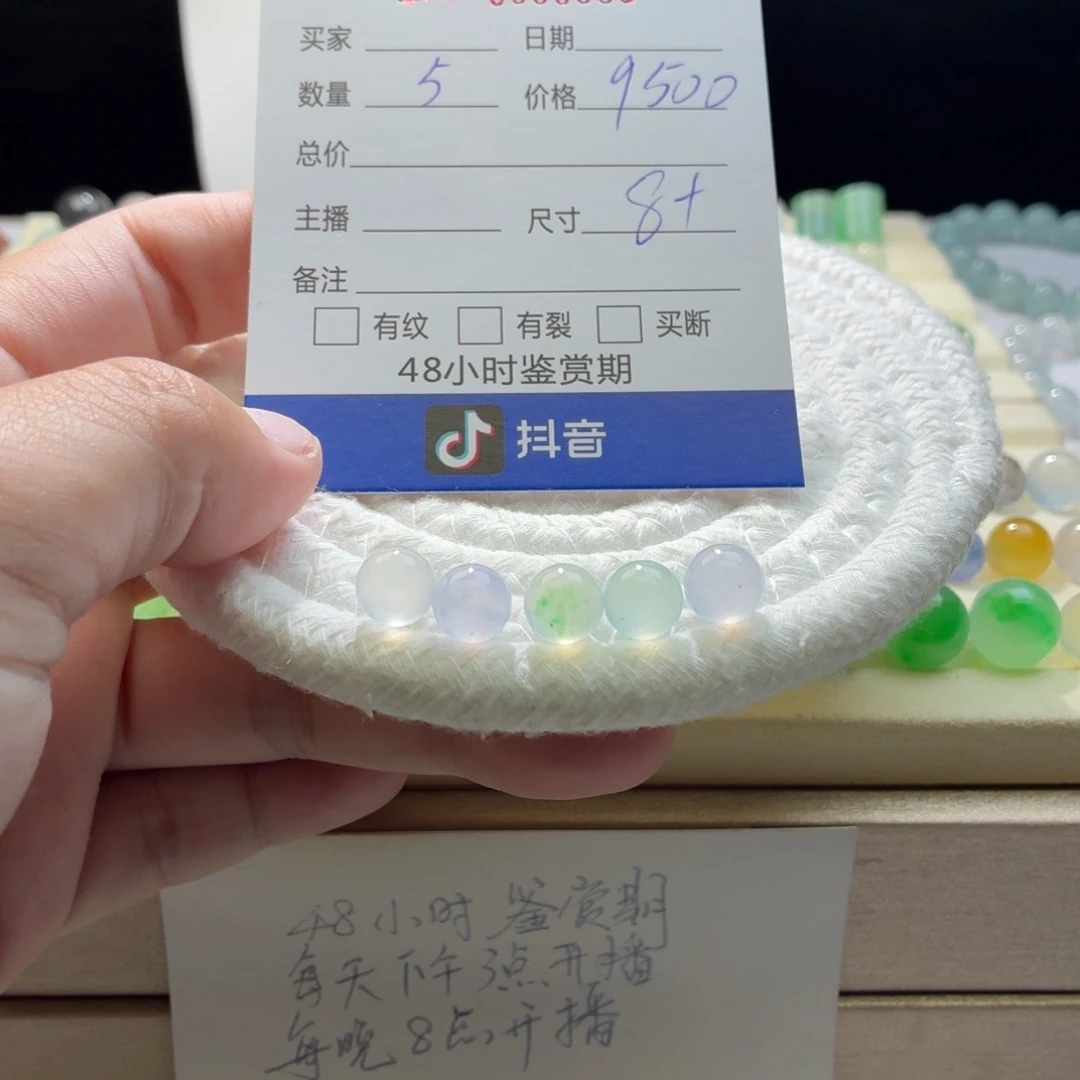 买家 日期
数量 5 价格 9500
总价
主播 尺寸 8+
备注
有纹 有裂 买断
48小时鉴赏期
抖音
48小时鉴赏期
每天下午3点开播
每晚8点开播